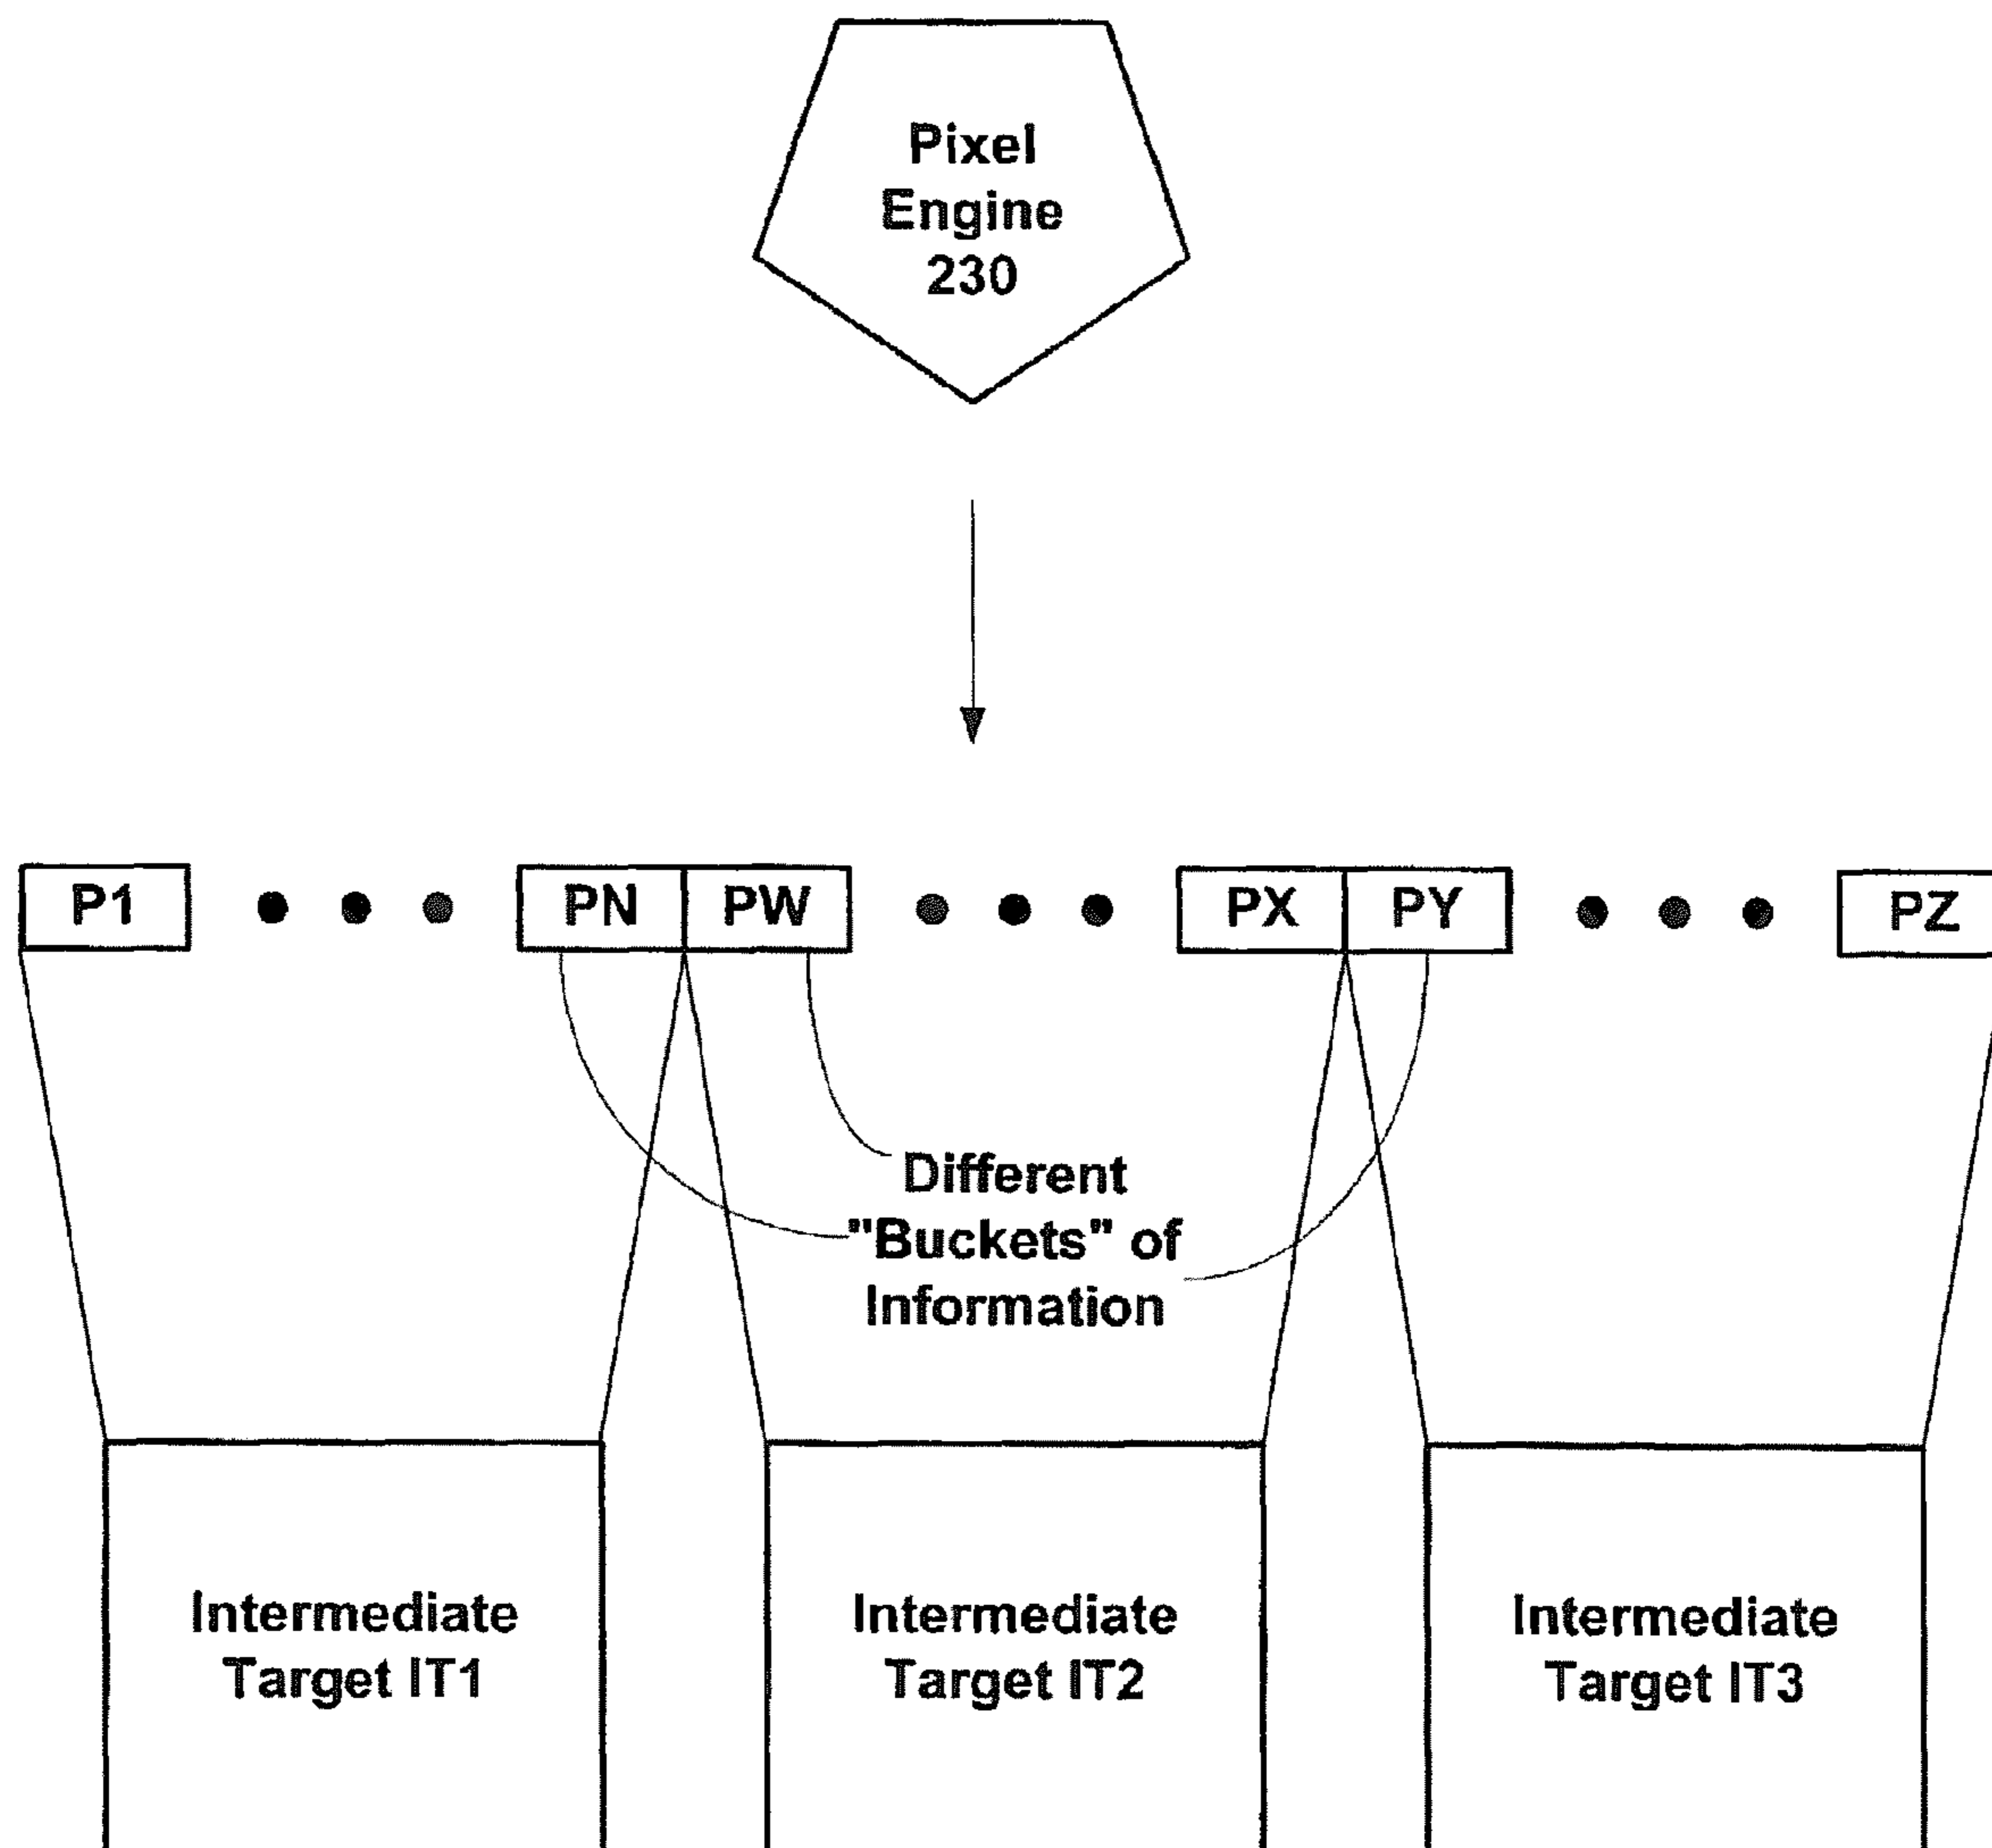 Pixel
Engine
230
P1 PN PW PX PY PZ
Different
"Buckets" of
Information
Intermediate
Target IT1
Intermediate
Target IT2
Intermediate
Target IT3